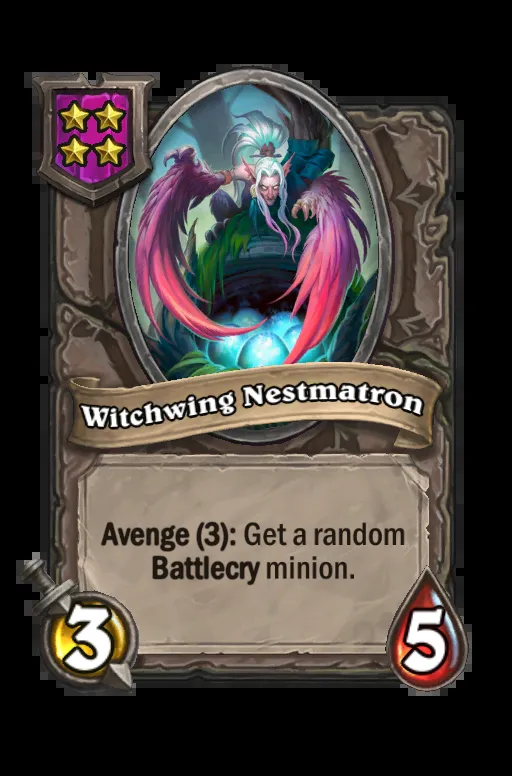 Witchwing Nestmatron
Avenge (3): Get a random
Battlecry minion.
3
5